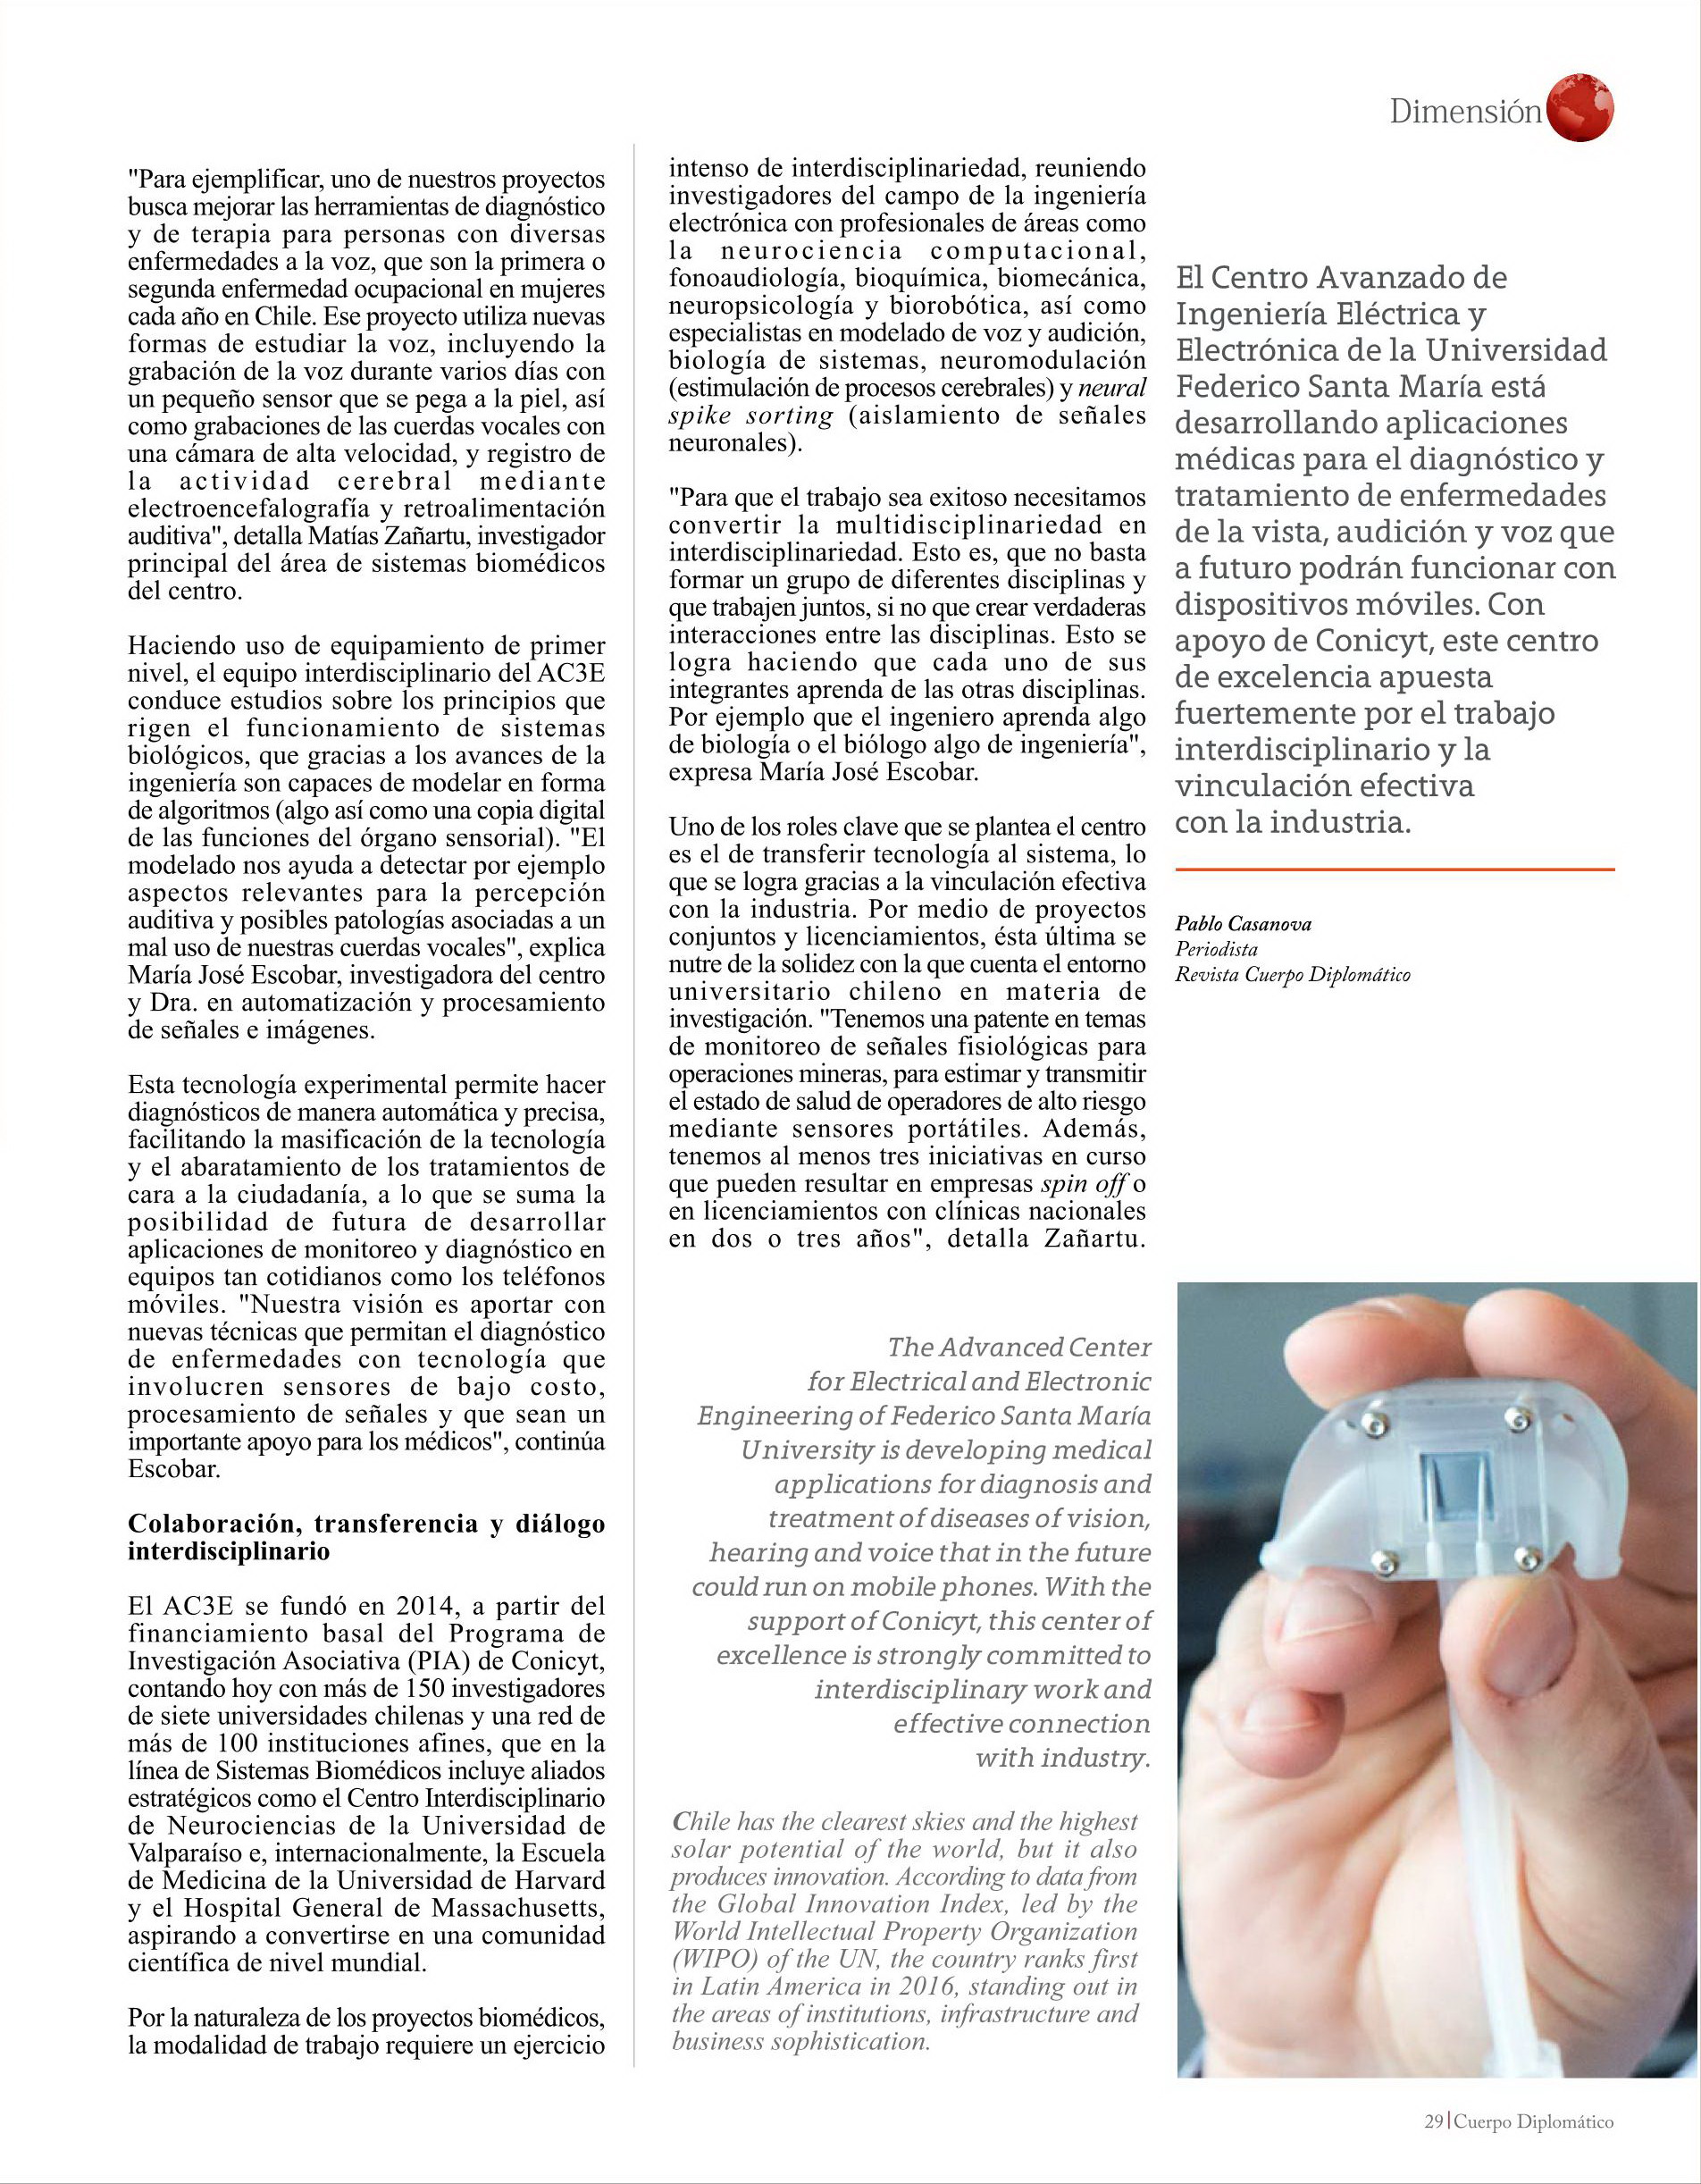 Dimensión
"Para ejemplificar, uno de nuestros proyectos
busca mejorar las herramientas de diagnóstico
y de terapia para personas con diversas
enfermedades a la voz, que son la primera o
segunda enfermedad ocupacional en mujeres
cada año en Chile. Ese proyecto utiliza nuevas
formas de estudiar la voz, incluyendo la
grabación de la voz durante varios días con
un pequeño sensor que se pega a la piel, así
como grabaciones de las cuerdas vocales con
una cámara de alta velocidad, y registro de
la actividad cerebral mediante
electroencefalografía y retroalimentación
auditiva", detalla Matías Zañartu, investigador
principal del área de sistemas biomédicos
del centro.
Haciendo uso de equipamiento de primer
nivel, el equipo interdisciplinario del AC3E
conduce estudios sobre los principios que
rigen el funcionamiento de sistemas
biológicos, que gracias a los avances de la
ingeniería son capaces de modelar en forma
de algoritmos (algo así como una copia digital
de las funciones del órgano sensorial). "El
modelado nos ayuda a detectar por ejemplo
aspectos relevantes para la percepción
auditiva y posibles patologías asociadas a un
mal uso de nuestras cuerdas vocales", explica
María José Escobar, investigadora del centro
y Dra. en automatización y procesamiento
de señales e imágenes.
Esta tecnología experimental permite hacer
diagnósticos de manera automática y precisa,
facilitando la masificación de la tecnología
y el abaratamiento de los tratamientos de
cara a la ciudadanía, a lo que se suma la
posibilidad de futura de desarrollar
aplicaciones de monitoreo y diagnóstico en
equipos tan cotidianos como los teléfonos
móviles. "Nuestra visión es aportar con
nuevas técnicas que permitan el diagnóstico
de enfermedades con tecnología que
involucren sensores de bajo costo,
procesamiento de señales y que sean un
importante apoyo para los médicos", continúa
Escobar.
Colaboración, transferencia y diálogo
interdisciplinario
El AC3E se fundó en 2014, a partir del
financiamiento basal del Programa de
Investigación Asociativa (PIA) de Conicyt,
contando hoy con más de 150 investigadores
de siete universidades chilenas y una red de
más de 100 instituciones afines, que en la
línea de Sistemas Biomédicos incluye aliados
estratégicos como el Centro Interdisciplinario
de Neurociencias de la Universidad de
Valparaíso e, internacionalmente, la Escuela
de Medicina de la Universidad de Harvard
y el Hospital General de Massachusetts,
aspirando a convertirse en una comunidad
científica de nivel mundial.
Por la naturaleza de los proyectos biomédicos,
la modalidad de trabajo requiere un ejercicio
intenso de interdisciplinariedad, reuniendo
investigadores del campo de la ingeniería
electrónica con profesionales de áreas como
la neurociencia computacional,
fonoaudiología, bioquímica, biomecánica,
neuropsicología y biorobótica, así como
especialistas en modelado de voz y audición,
biología de sistemas, neuromodulación
(estimulación de procesos cerebrales) y neural
spike sorting (aislamiento de señales
neuronales).
"Para que el trabajo sea exitoso necesitamos
convertir la multidisciplinariedad en
interdisciplinariedad. Esto es, que no basta
formar un grupo de diferentes disciplinas y
que trabajen juntos, si no que crear verdaderas
interacciones entre las disciplinas. Esto se
logra haciendo que cada uno de sus
integrantes aprenda de las otras disciplinas.
Por ejemplo que el ingeniero aprenda algo
de biología o el biólogo algo de ingeniería",
expresa María José Escobar.
Uno de los roles clave que se plantea el centro
es el de transferir tecnología al sistema, lo
que se logra gracias a la vinculación efectiva
con la industria. Por medio de proyectos
conjuntos y licenciamientos, ésta última se
nutre de la solidez con la que cuenta el entorno
universitario chileno en materia de
investigación. "Tenemos una patente en temas
de monitoreo de señales fisiológicas para
operaciones mineras, para estimar y transmitir
el estado de salud de operadores de alto riesgo
mediante sensores portátiles. Además,
tenemos al menos tres iniciativas en curso
que pueden resultar en empresas spin off o
en licenciamientos con clínicas nacionales
en dos o tres años", detalla Zañartu.
The Advanced Center
for Electrical and Electronic
Engineering of Federico Santa María
University is developing medical
applications for diagnosis and
treatment of diseases of vision,
hearing and voice that in the future
could run on mobile phones. With the
support of Conicyt, this center of
excellence is strongly committed to
interdisciplinary work and
effective connection
with industry.
Chile has the clearest skies and the highest
solar potential of the world, but it also
produces innovation. According to data from
the Global Innovation Index, led by the
World Intellectual Property Organization
(WIPO) of the UN, the country ranks first
in Latin America in 2016, standing out in
the areas of institutions, infrastructure and
business sophistication.
El Centro Avanzado de
Ingeniería Eléctrica y
Electrónica de la Universidad
Federico Santa María está
desarrollando aplicaciones
médicas para el diagnóstico y
tratamiento de enfermedades
de la vista, audición y voz que
a futuro podrán funcionar con
dispositivos móviles. Con
apoyo de Conicyt, este centro
de excelencia apuesta
fuertemente por el trabajo
interdisciplinario y la
vinculación efectiva
con la industria.
Pablo Casanova
Periodista
Revista Cuerpo Diplomático
29|Cuerpo Diplomático